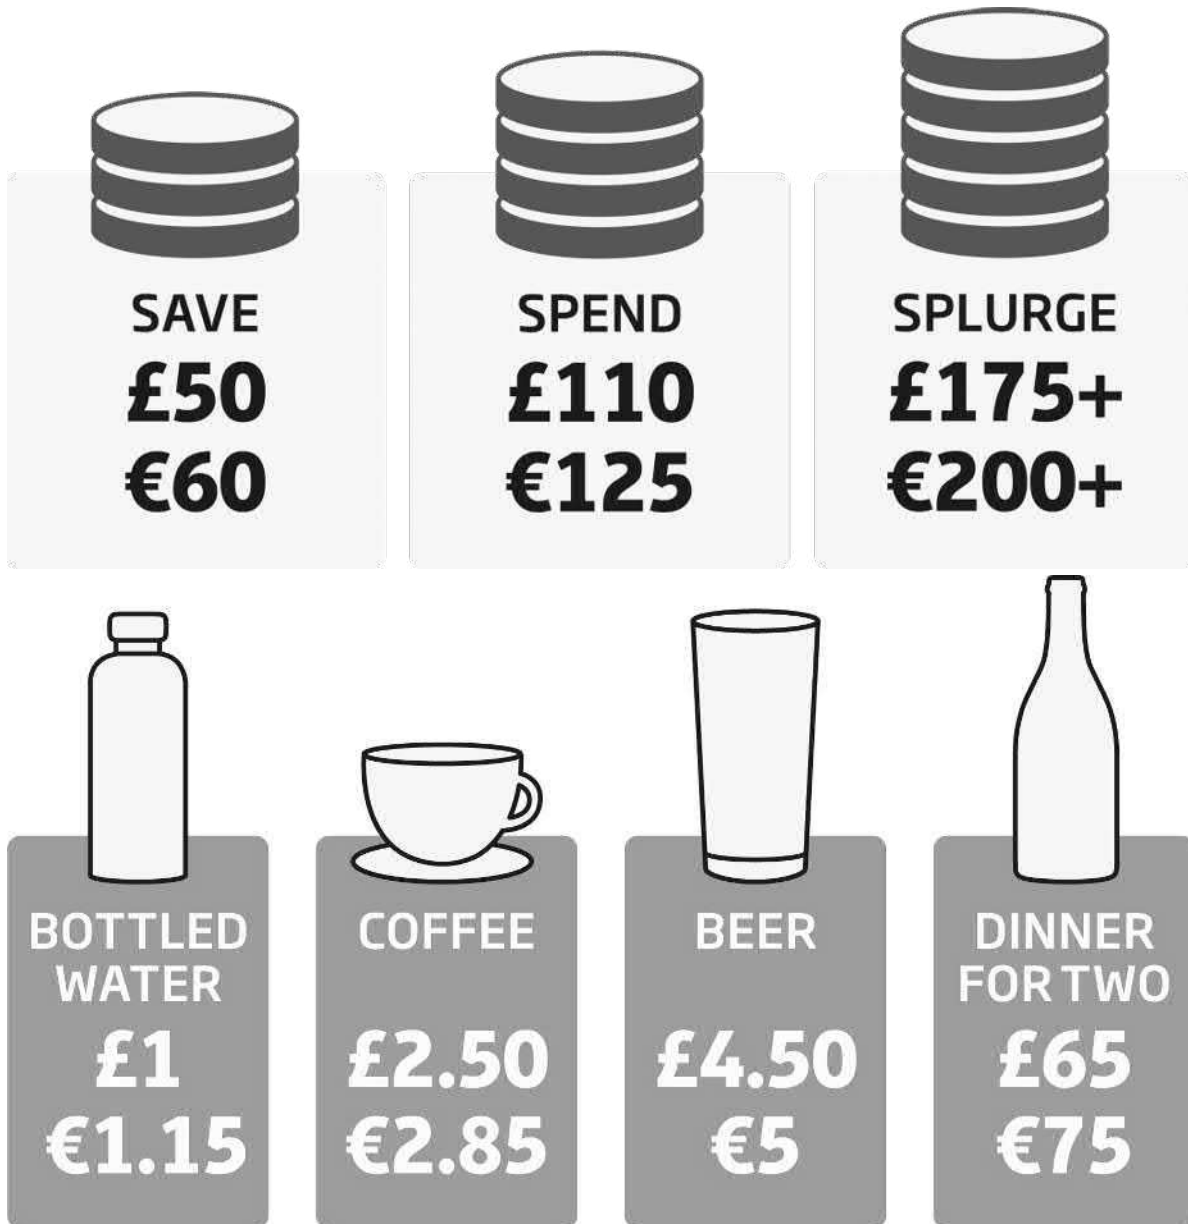 SAVE
£50
€60
SPEND
£110
€125
SPLURGE
£175+
€200+
BOTTLED
WATER
£1
€1.15
COFFEE
£2.50
€2.85
BEER
£4.50
€5
DINNER
FOR TWO
£65
€75